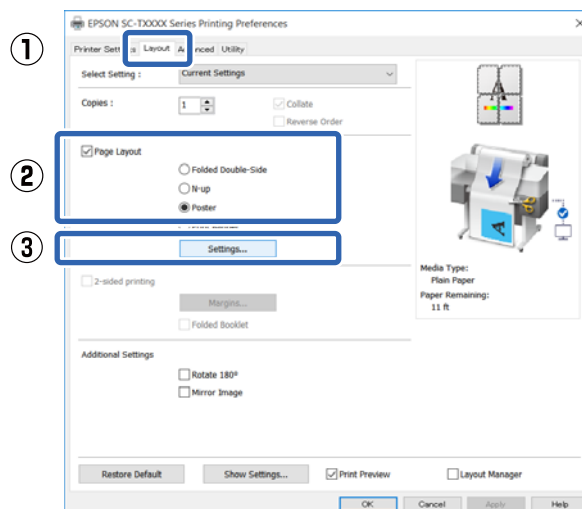 EPSON SC-TXXXX Series Printing Preferences
①
Layout
Utility
Select Setting :
Current Settings
Copies :
1
Collate
Reverse Order
②
Page Layout
Folded Double-Side
N-up
Poster
③
Settings...
2-sided printing
Margins...
Folded Booklet
Additional Settings
Rotate 180º
Mirror Image
A
Media Type:
Plain Paper
Paper Remaining:
11 ft
Restore Default
Show Settings...
Print Preview
Layout Manager
OK
Cancel
Apply
Help